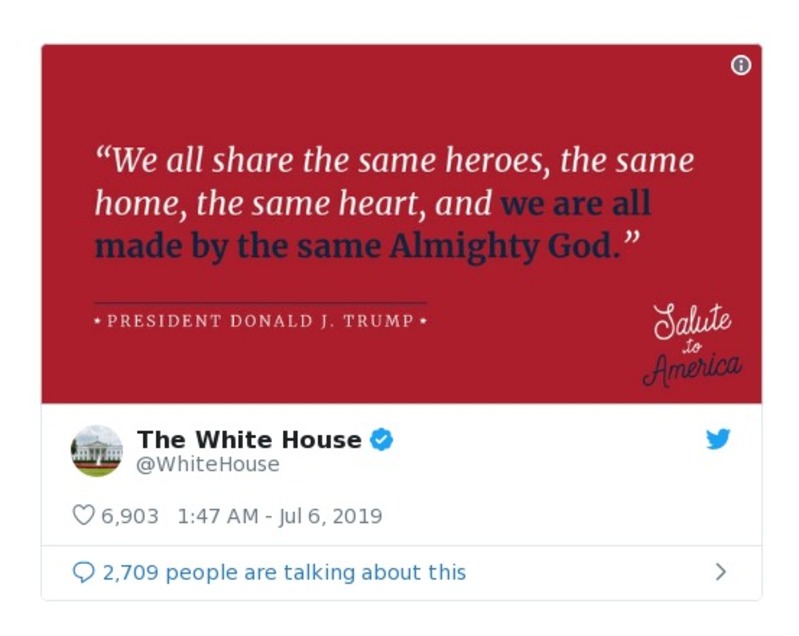 “We all share the same heroes, the same
home, the same heart, and we are all
made by the same Almighty God.”
★ PRESIDENT DONALD J. TRUMP ★
Salute
to
America
The White House
@WhiteHouse
6,903 1:47 AM - Jul 6, 2019
2,709 people are talking about this